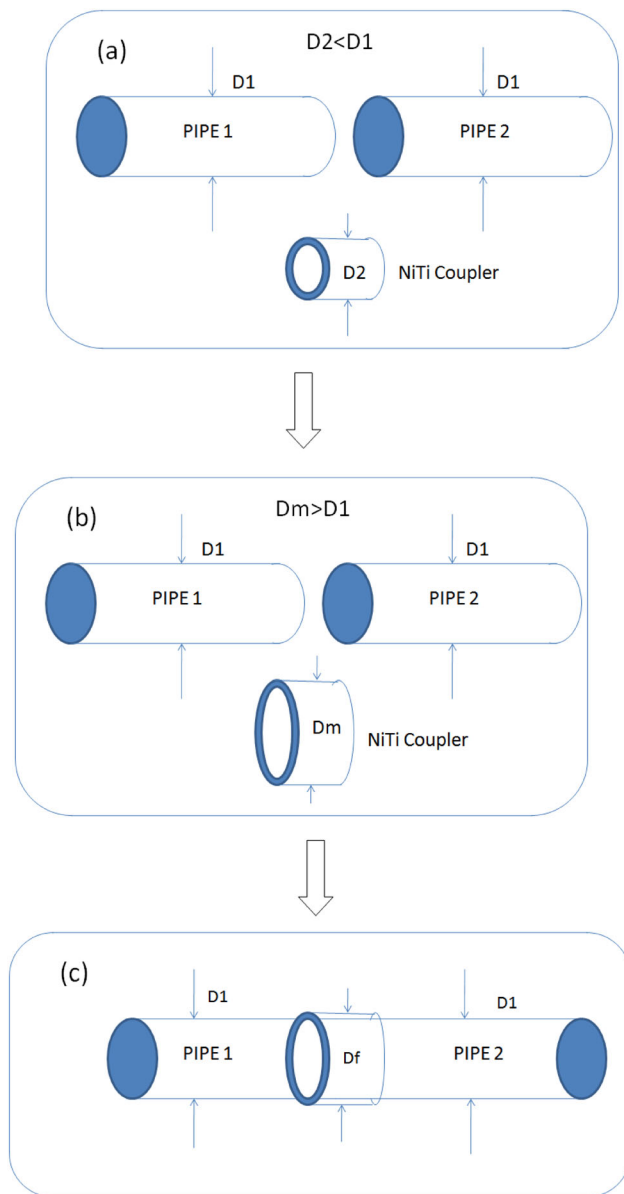 (a)
D2<D1
D1
D1
PIPE 1
PIPE 2
D2
NiTi Coupler
(b)
Dm>D1
D1
D1
PIPE 1
PIPE 2
Dm
NiTi Coupler
(c)
D1
D1
PIPE 1
Df
PIPE 2